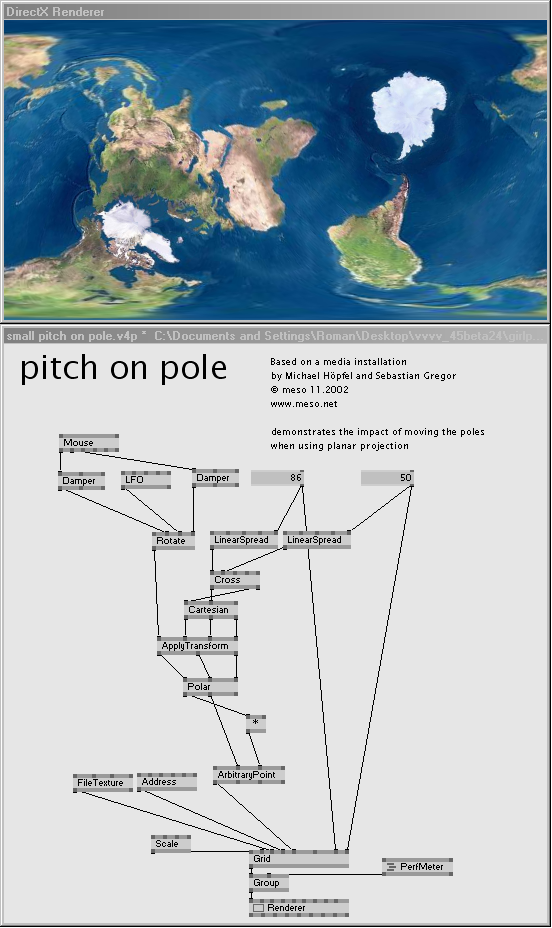 DirectX Renderer
small pitch on pole.v4p * C:\Documents and Settings\Roman\Desktop\vvvv_45beta24\girlp
pitch on pole
Based on a media installation
by Michael Höpfel and Sebastian Gregor
© meso 11.2002
www.meso.net
demonstrates the impact of moving the poles
when using planar projection
Mouse
Damper
LFO
Damper
86
50
Rotate
LinearSpread
LinearSpread
Cross
Cartesian
ApplyTransform
Polar
*
ArbitraryPoint
FileTexture
Address
Scale
Grid
PerfMeter
Group
Renderer